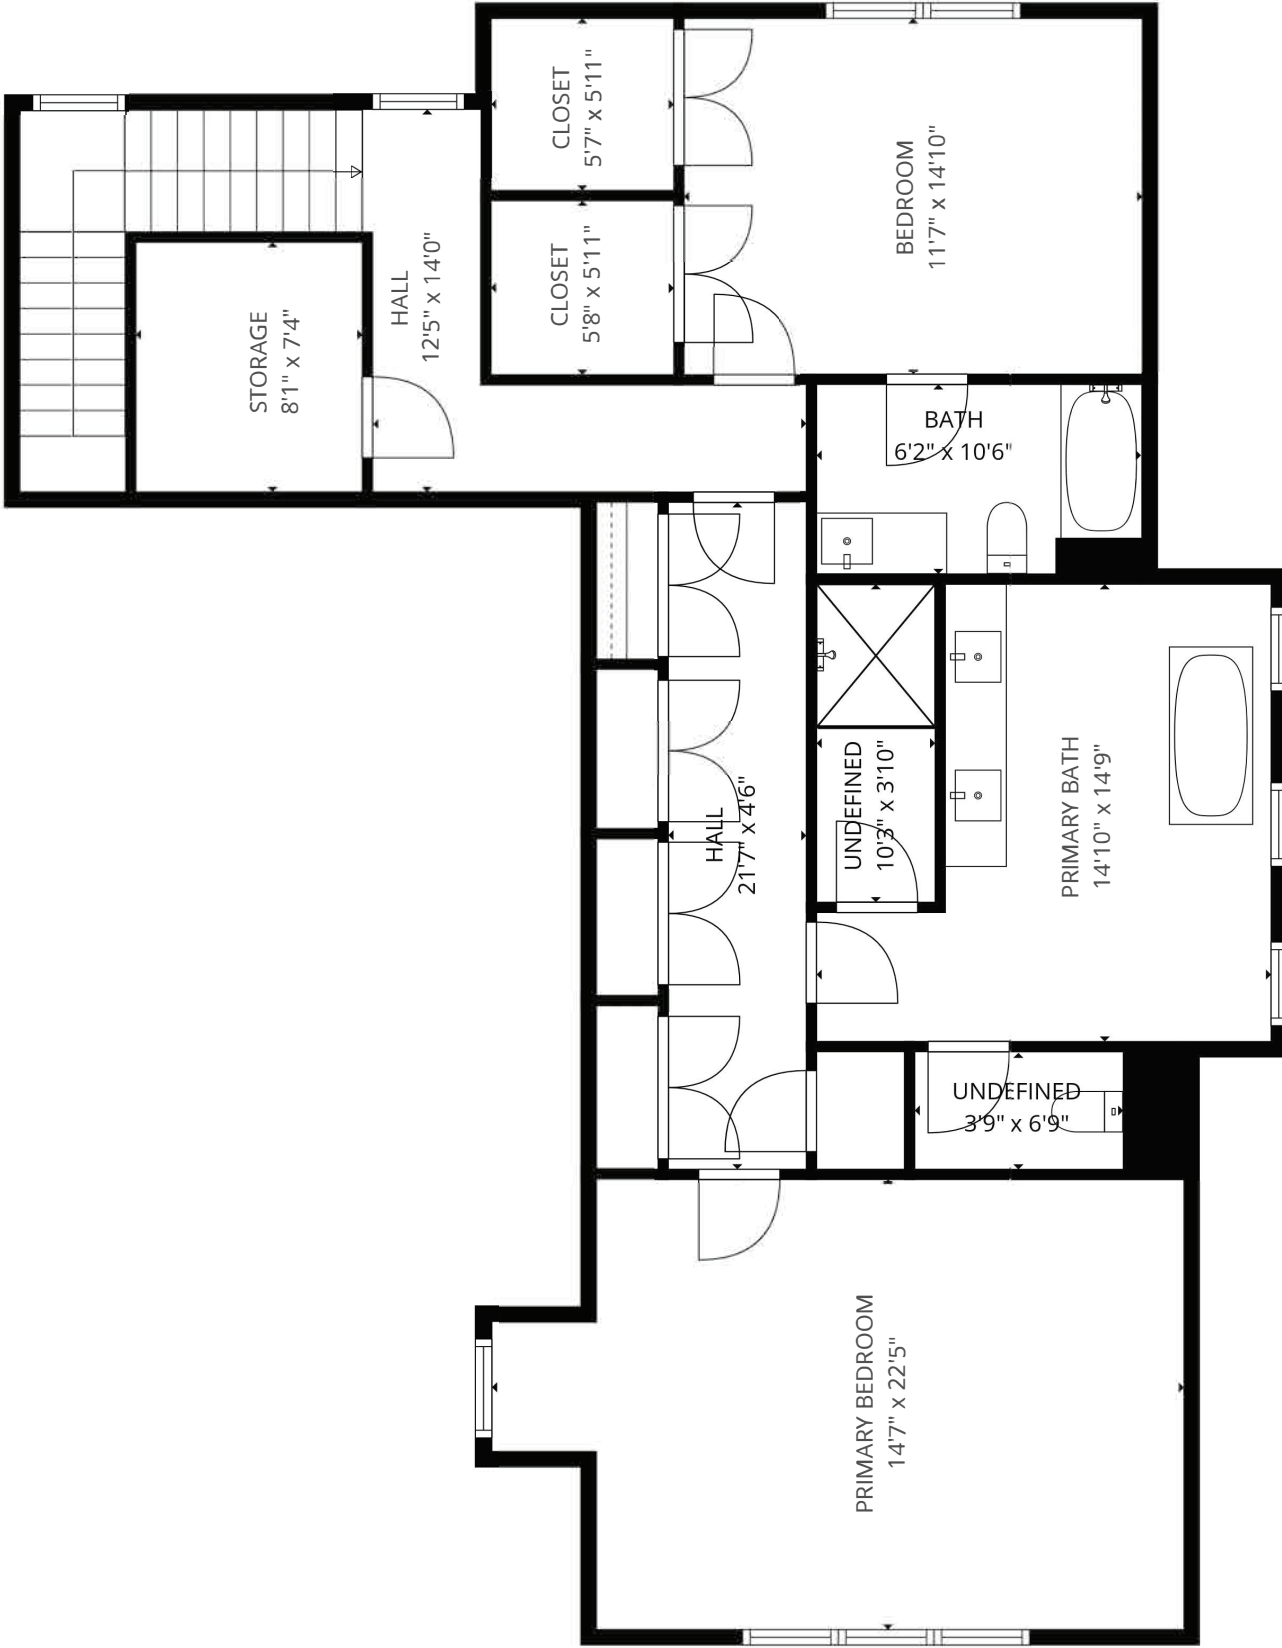 CLOSET
5'7" x 5'11"
BEDROOM
11'7" x 14'10"
CLOSET
5'8" x 5'11"
HALL
12'5" x 14'0"
STORAGE
8'1" x 7'4"
BATH
6'2" x 10'6"
HALL
21'7" x 4'6"
UNDEFINED
10'3" x 3'10"
PRIMARY BATH
14'10" x 14'9"
UNDEFINED
3'9" x 6'9"
PRIMARY BEDROOM
14'7" x 22'5"